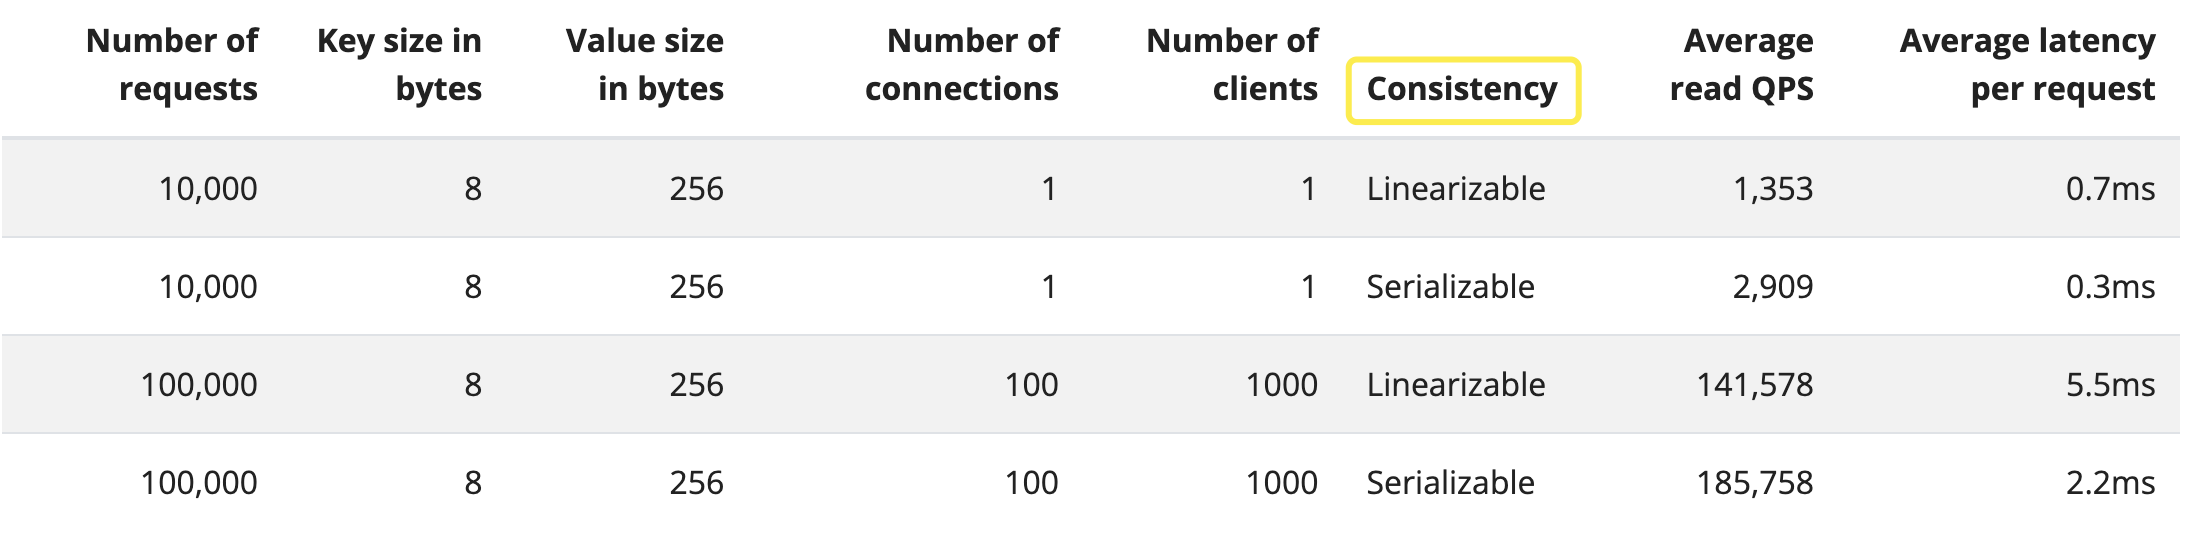 Number of requests Key size in bytes Value size in bytes Number of connections Number of clients Consistency Average read QPS Average latency per request
10,000 8 256 1 1 Linearizable 1,353 0.7ms
10,000 8 256 1 1 Serializable 2,909 0.3ms
100,000 8 256 100 1000 Linearizable 141,578 5.5ms
100,000 8 256 100 1000 Serializable 185,758 2.2ms